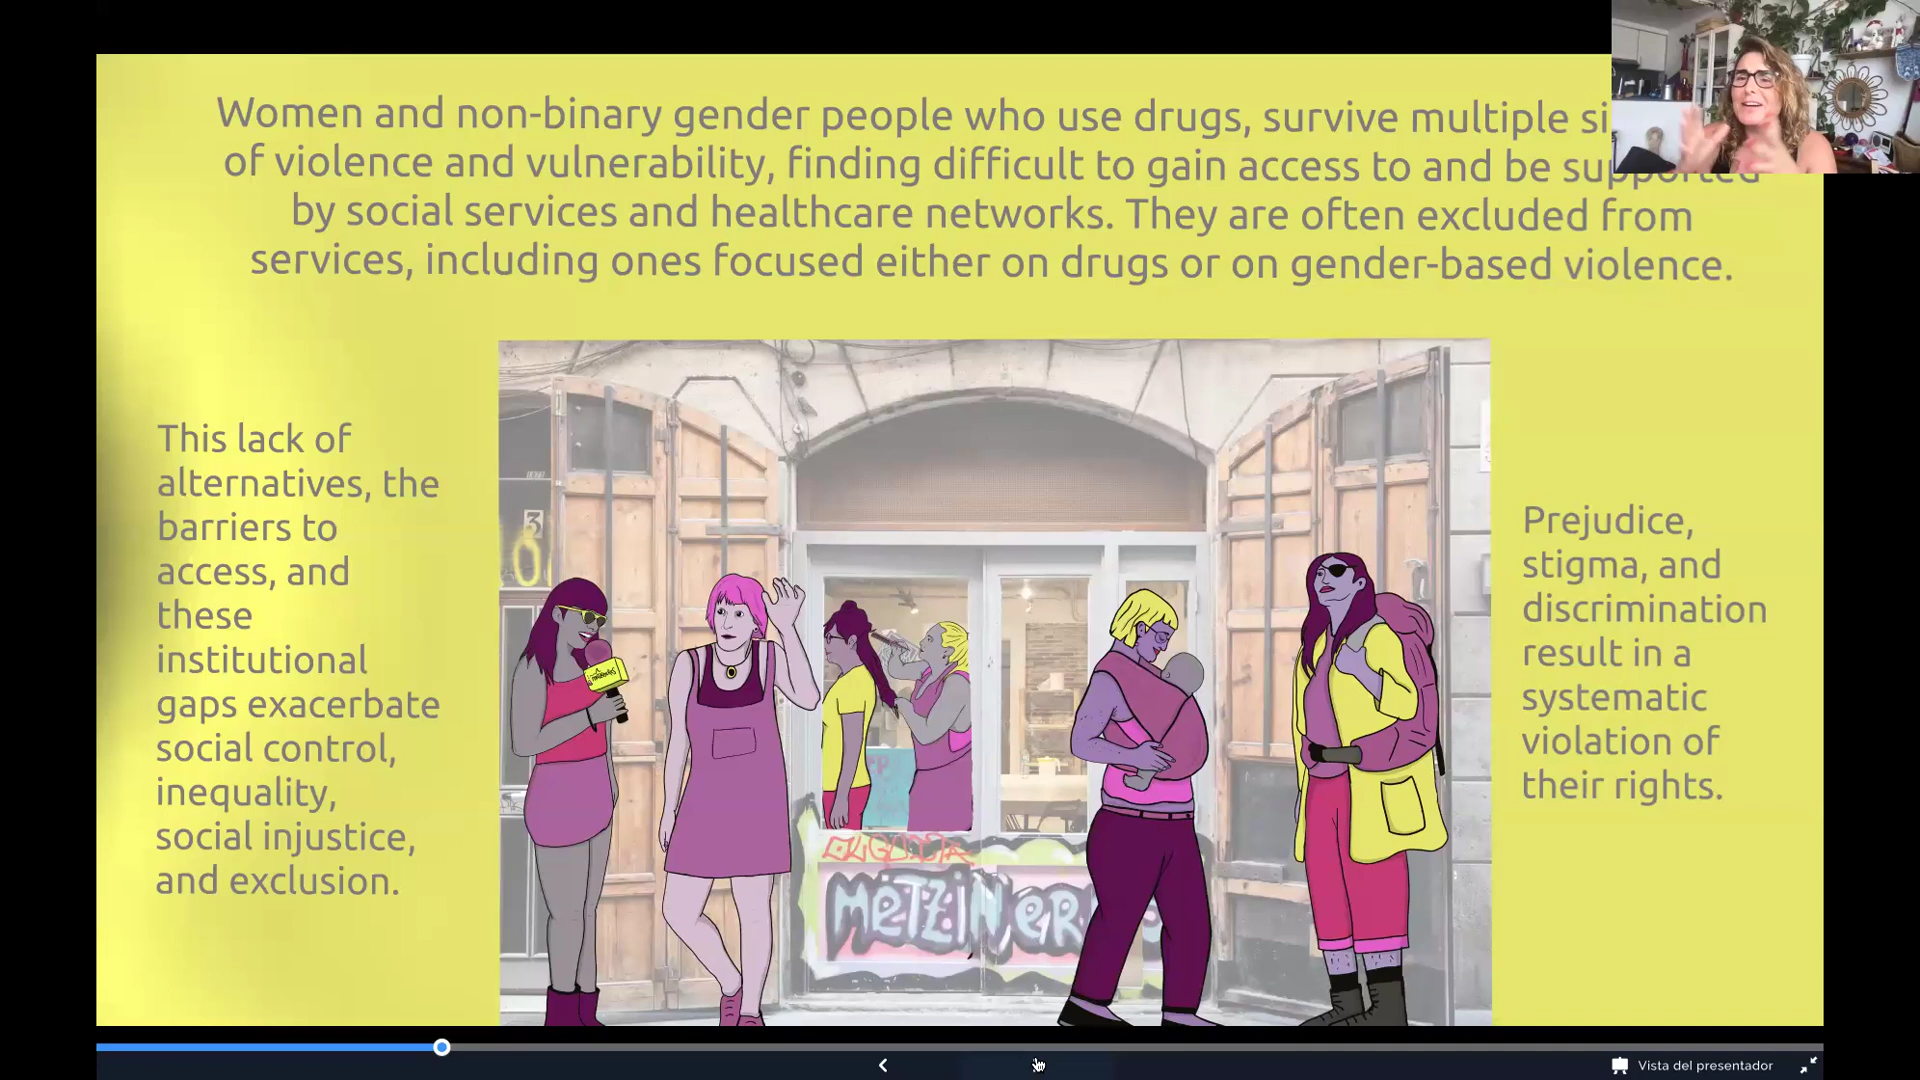 Women and non-binary gender people who use drugs, survive multiple
of violence and vulnerability, finding difficult to gain access to and be supported
by social services and healthcare networks. They are often excluded from
services, including ones focused either on drugs or on gender-based violence.
This lack of
alternatives, the
barriers to
access, and
these
institutional
gaps exacerbate
social control,
inequality,
social injustice,
and exclusion.
3
METZINER
Prejudice,
stigma, and
discrimination
result in a
systematic
violation of
their rights.
Vista del presentador